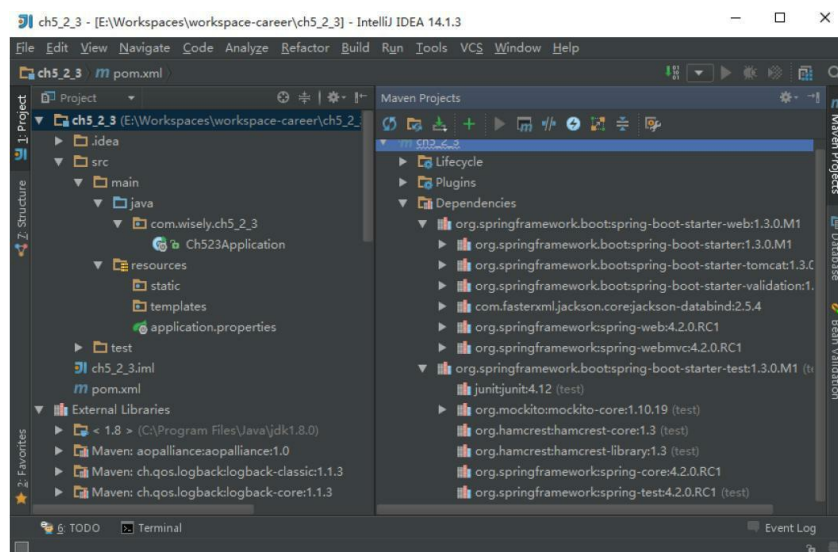 ch5_2_3 - [E:\Workspaces\workspace-career\ch5_2_3] - IntelliJ IDEA 14.1.3
File Edit View Navigate Code Analyze Refactor Build Run Tools VCS Window Help
ch5_2_3 m pom.xml
Project
Maven Projects
1: Project
Z: Structure
2: Favorites
ch5_2_3 (E:\Workspaces\workspace-career\ch5_2_
.idea
src
main
java
com.wisely.ch5_2_3
Ch523Application
resources
static
templates
application.properties
test
ch5_2_3.iml
m pom.xml
External Libraries
< 1.8 > (C:\Program Files\Java\jdk1.8.0)
Maven: aopalliance:aopalliance:1.0
Maven: ch.qos.logback:logback-classic:1.1.3
Maven: ch.qos.logback:logback-core:1.1.3
m ch5_2_3
Lifecycle
Plugins
Dependencies
org.springframework.boot:spring-boot-starter-web:1.3.0.M1
org.springframework.boot:spring-boot-starter:1.3.0.M1
org.springframework.boot:spring-boot-starter-tomcat:1.3.0
org.springframework.boot:spring-boot-starter-validation:1.
com.fasterxml.jackson.core:jackson-databind:2.5.4
org.springframework:spring-web:4.2.0.RC1
org.springframework:spring-webmvc:4.2.0.RC1
org.springframework.boot:spring-boot-starter-test:1.3.0.M1 (te
junit:junit:4.12 (test)
org.mockito:mockito-core:1.10.19 (test)
org.hamcrest:hamcrest-core:1.3 (test)
org.hamcrest:hamcrest-library:1.3 (test)
org.springframework:spring-core:4.2.0.RC1
org.springframework:spring-test:4.2.0.RC1 (test)
Maven Projects
Database
Bean Validation
6: TODO
Terminal
Event Log